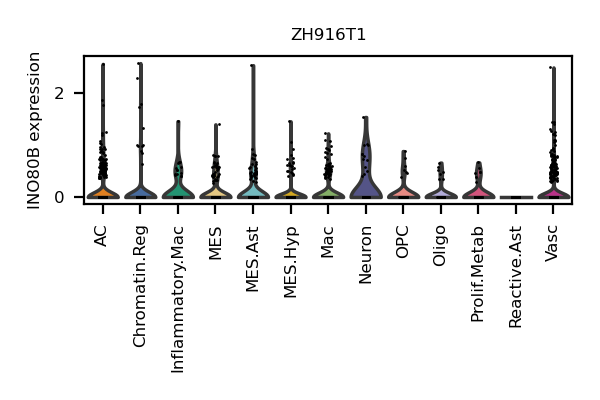 ZH916T1
INO80B expression
2
0
AC
Chromatin.Reg
Inflammatory.Mac
MES
MES.Ast
MES.Hyp
Mac
Neuron
OPC
Oligo
Prolif.Metab
Reactive.Ast
Vasc